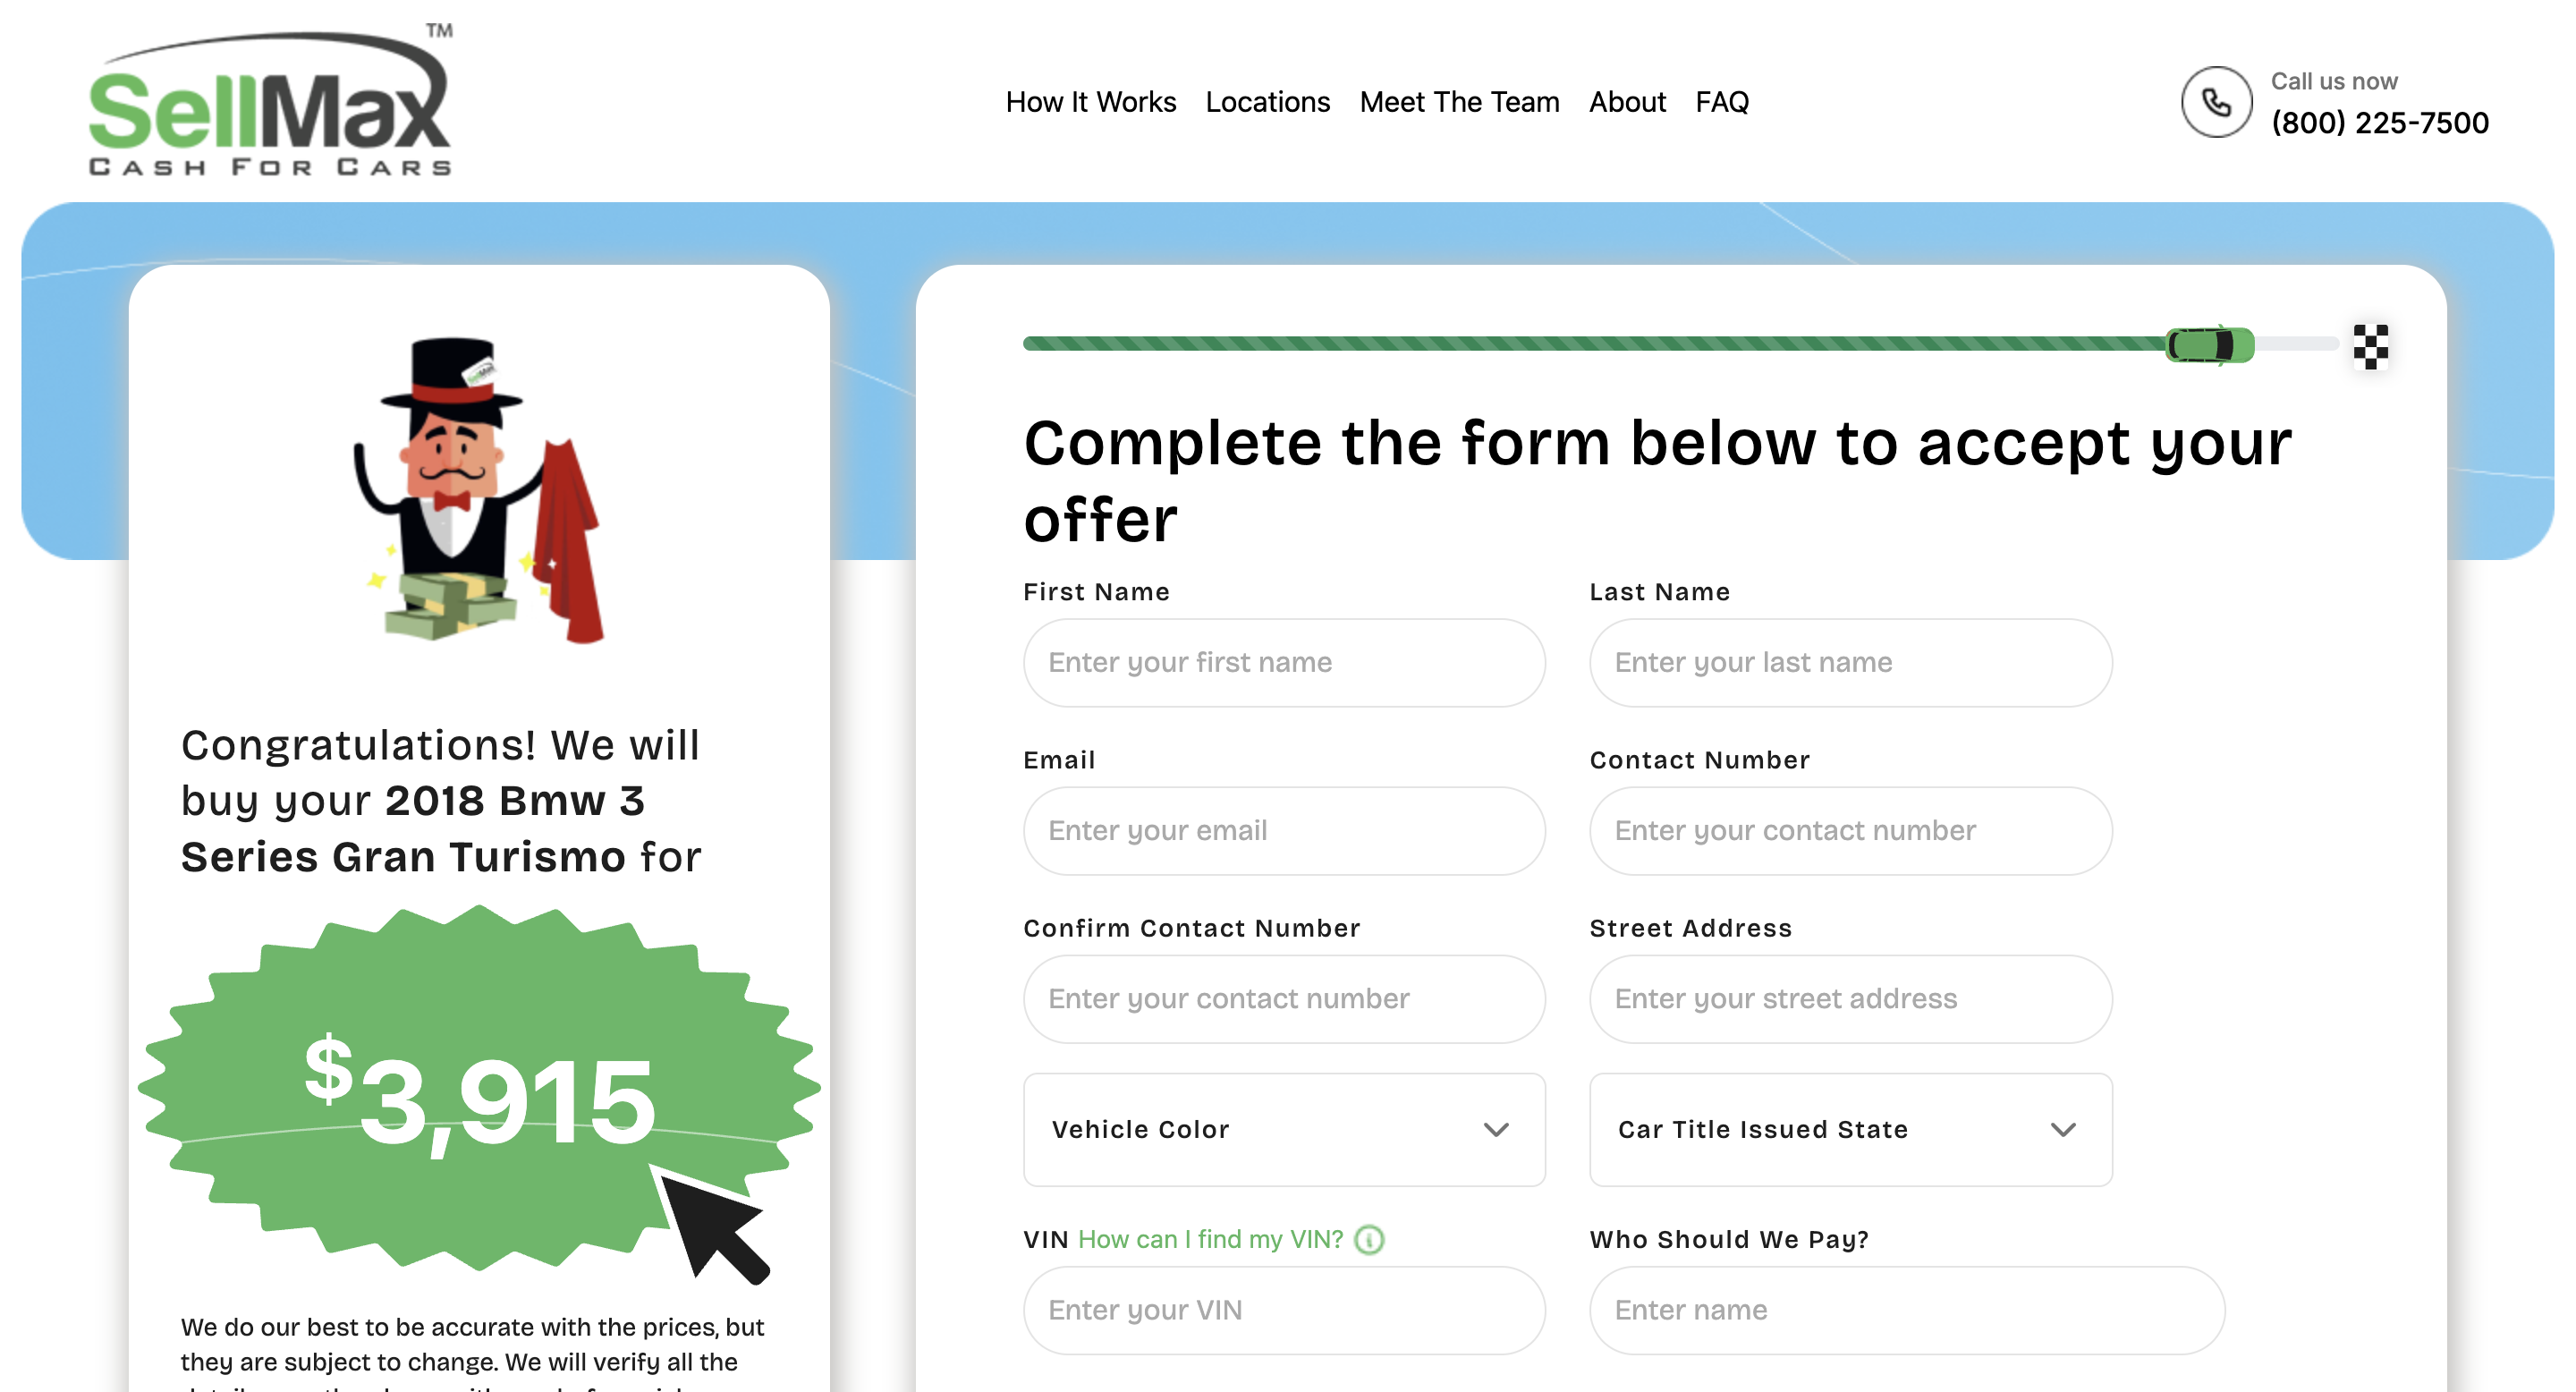 SellMax™
CASH FOR CARS
How It Works
Locations
Meet The Team
About
FAQ
Call us now
(800) 225-7500
SellMax
Congratulations! We will
buy your 2018 Bmw 3
Series Gran Turismo for
$3,915
We do our best to be accurate with the prices, but
they are subject to change. We will verify all the
Complete the form below to accept your
offer
First Name
Last Name
Enter your first name
Enter your last name
Email
Contact Number
Enter your email
Enter your contact number
Confirm Contact Number
Street Address
Enter your contact number
Enter your street address
Vehicle Color
Car Title Issued State
VIN How can I find my VIN?
Who Should We Pay?
Enter your VIN
Enter name